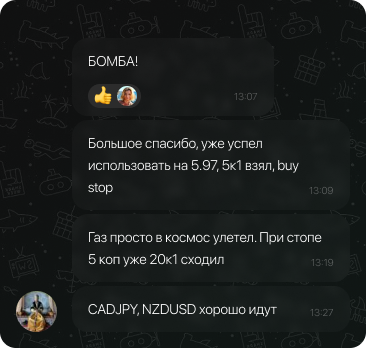 БОМБА!
13:07
Большое спасибо, уже успел
использовать на 5.97, 5к1 взял, buy
stop
13:09
Газ просто в космос улетел. При стопе
5 коп уже 20к1 сходил
13:19
CADJPY, NZDUSD хорошо идут
13:27